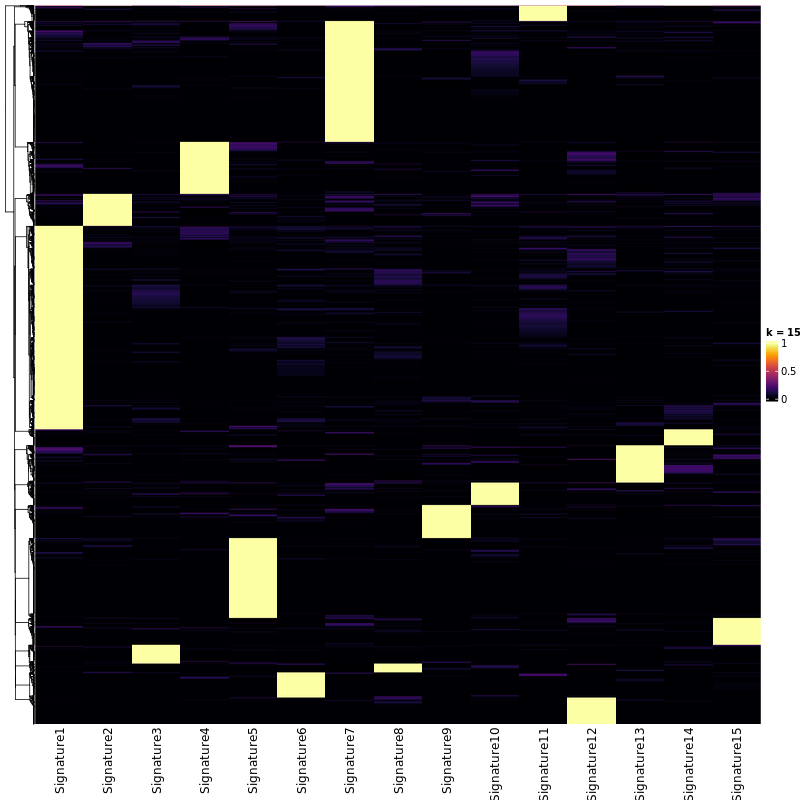 k = 15
1
0.5
0
Signature1
Signature2
Signature3
Signature4
Signature5
Signature6
Signature7
Signature8
Signature9
Signature10
Signature11
Signature12
Signature13
Signature14
Signature15